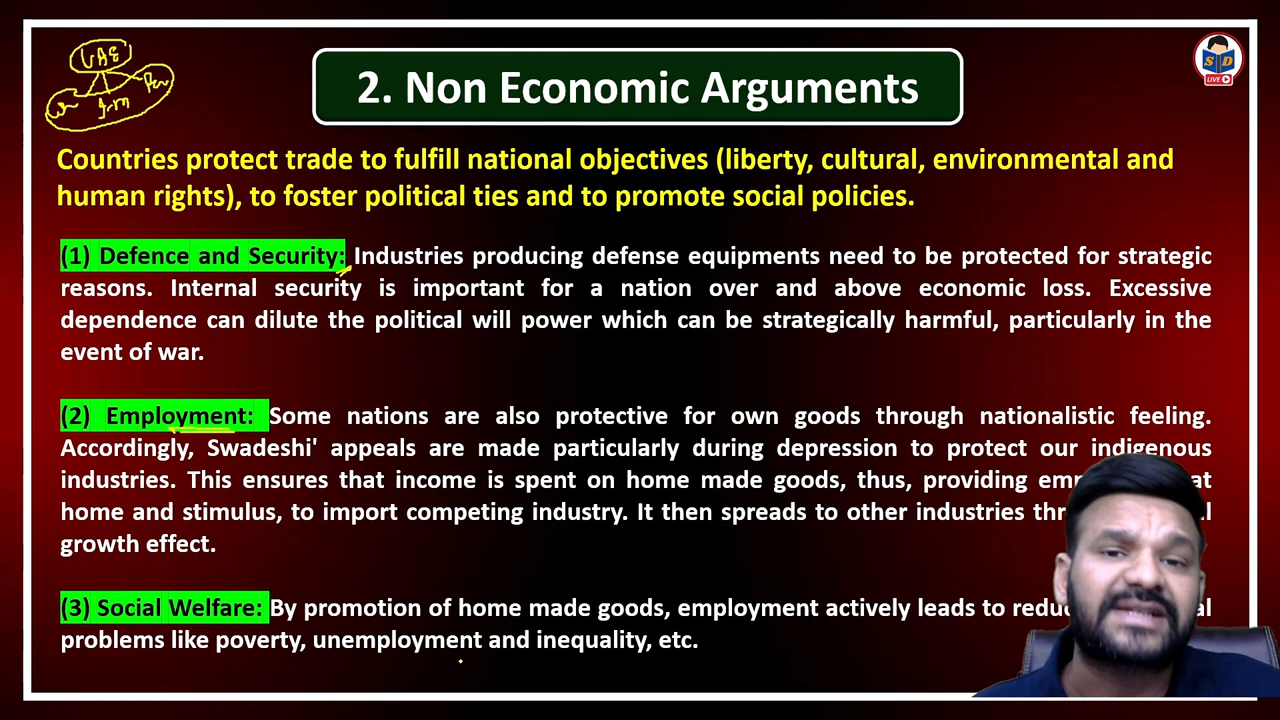 UAE
2. Non Economic Arguments
S D
LIVE
Countries protect trade to fulfill national objectives (liberty, cultural, environmental and
human rights), to foster political ties and to promote social policies.
(1) Defence and Security: Industries producing defense equipments need to be protected for strategic
reasons. Internal security is important for a nation over and above economic loss. Excessive
dependence can dilute the political will power which can be strategically harmful, particularly in the
event of war.
(2) Employment: Some nations are also protective for own goods through nationalistic feeling.
Accordingly, Swadeshi' appeals are made particularly during depression to protect our indigenous
industries. This ensures that income is spent on home made goods, thus, providing at
home and stimulus, to import competing industry. It then spreads to other industries
growth effect.
(3) Social Welfare: By promotion of home made goods, employment actively leads to
problems like poverty, unemployment and inequality, etc.